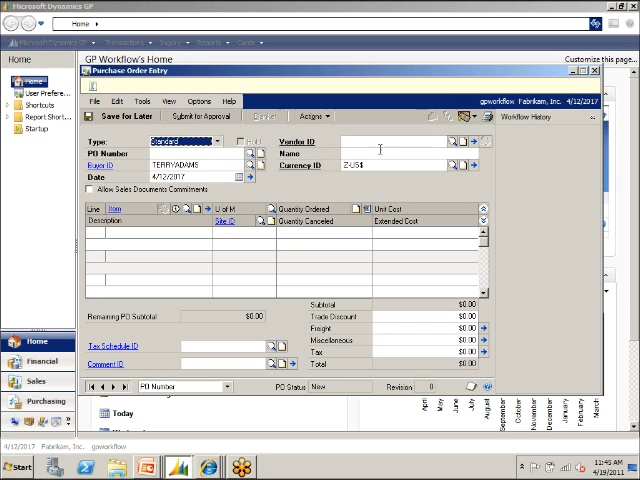 Microsoft Dynamics GP
Home
Microsoft Dynamics GP Transactions Inquiry Reports Cards
Home
GP Workflow's Home
Customize this page...
Purchase Order Entry
Home
User Prefere...
Shortcuts
Report Short...
Startup
File Edit Tools View Options Help
gpworkflow Fabrikam, Inc. 4/12/2017
Save for Later Submit for Approval Actions
Workflow History
Type: Standard Hold Vendor ID
PO Number Name
Buyer ID TERRYADAMS Currency ID Z-US$
Date 4/12/2017
Allow Sales Documents Commitments
Line Item U of M Quantity Ordered Unit Cost
Description Site ID Quantity Canceled Extended Cost
Subtotal $0.00
Remaining PO Subtotal $0.00 Trade Discount $0.00
Freight $0.00
Miscellaneous $0.00
Tax Schedule ID Tax $0.00
Comment ID Total $0.00
PO Number PO Status New Revision 0
Home
Financial
Sales
Purchasing
Today
April May June July August September October November December January February March
4/12/2017 Fabrikam, Inc. gpworkflow
Start
11:45 AM
4/19/2011